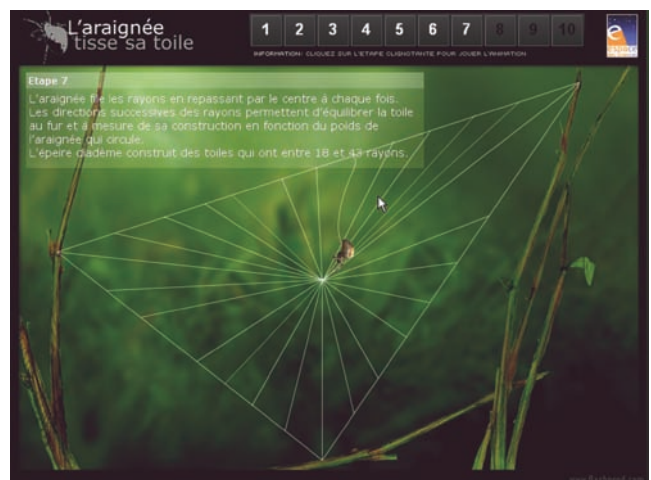 L'araignée
tisse sa toile
1 2 3 4 5 6 7 8 9 10
INFORMATION: CLIQUEZ SUR L'ETAPE CLIGNOTANTE POUR JOUER L'ANIMATION
e
Etape 7
L'araignée file les rayons en repassant par le centre à chaque fois.
Les directions successives des rayons permettent d'équilibrer la toile
au fur et à mesure de sa construction en fonction du poids de
l'araignée qui circule.
L'épeire diadème construit des toiles qui ont entre 18 et 43 rayons.